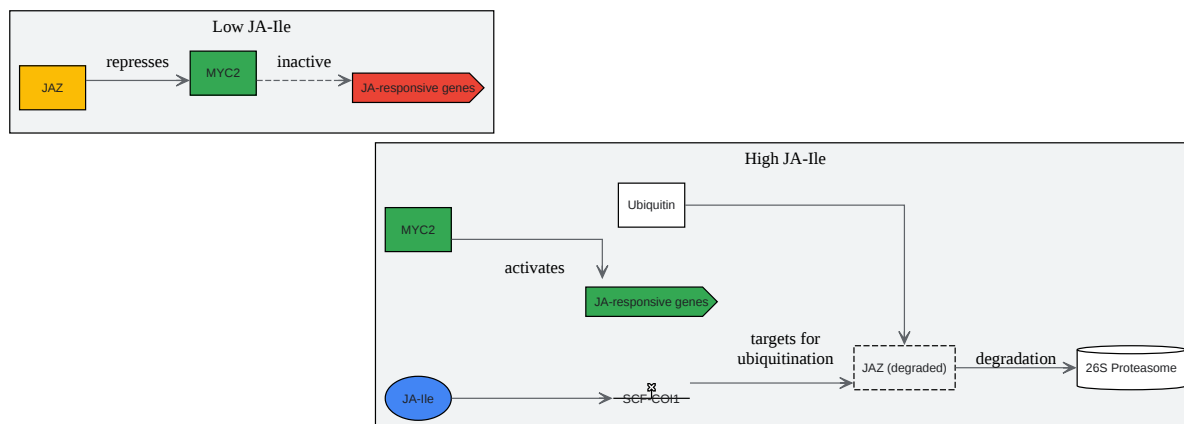 Low JA-Ile
represses
inactive
JAZ
MYC2
JA-responsive genes
High JA-Ile
Ubiquitin
MYC2
activates
JA-responsive genes
targets for
ubiquitination
JAZ (degraded)
degradation
26S Proteasome
JA-Ile
SCF-COI1